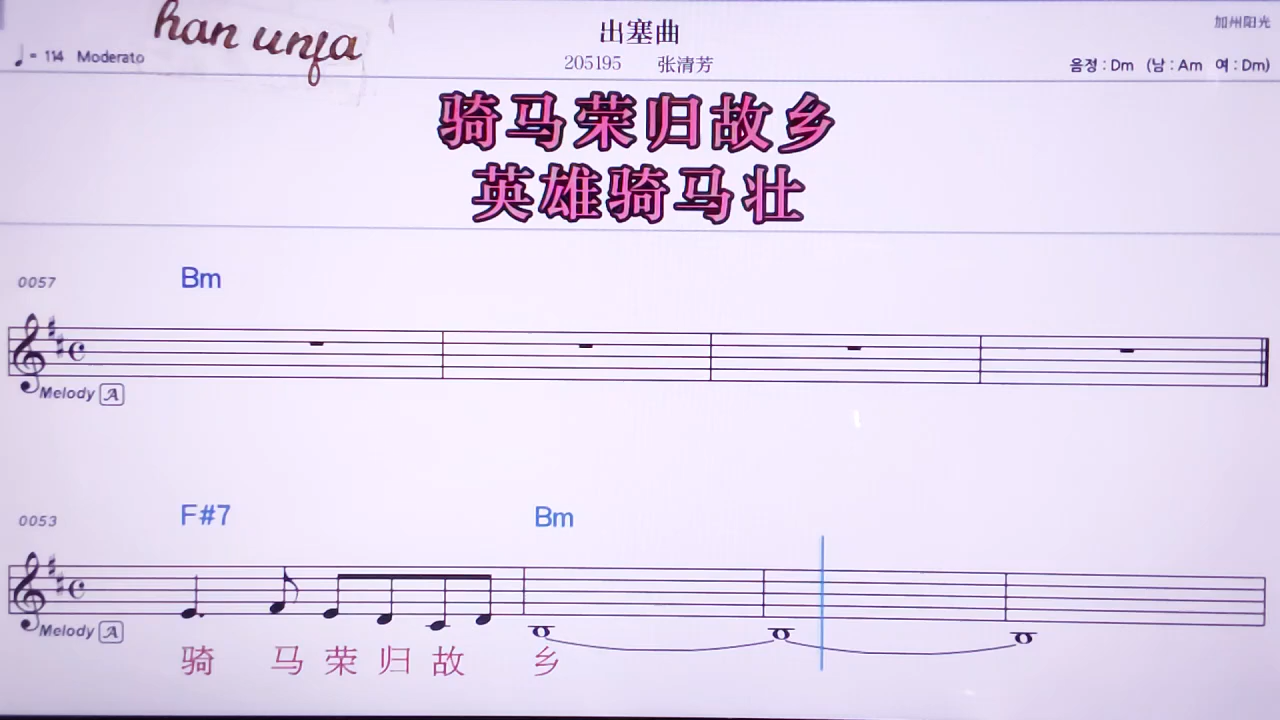 han unfa
出塞曲
加州阳光
♩= 114 Moderato
205195 张清芳
음정 : Dm (남 : Am 여 : Dm)
骑马荣归故乡
英雄骑马壮
0057 Bm
Melody A
0053 F#7 Bm
Melody A
骑 马 荣 归 故 乡